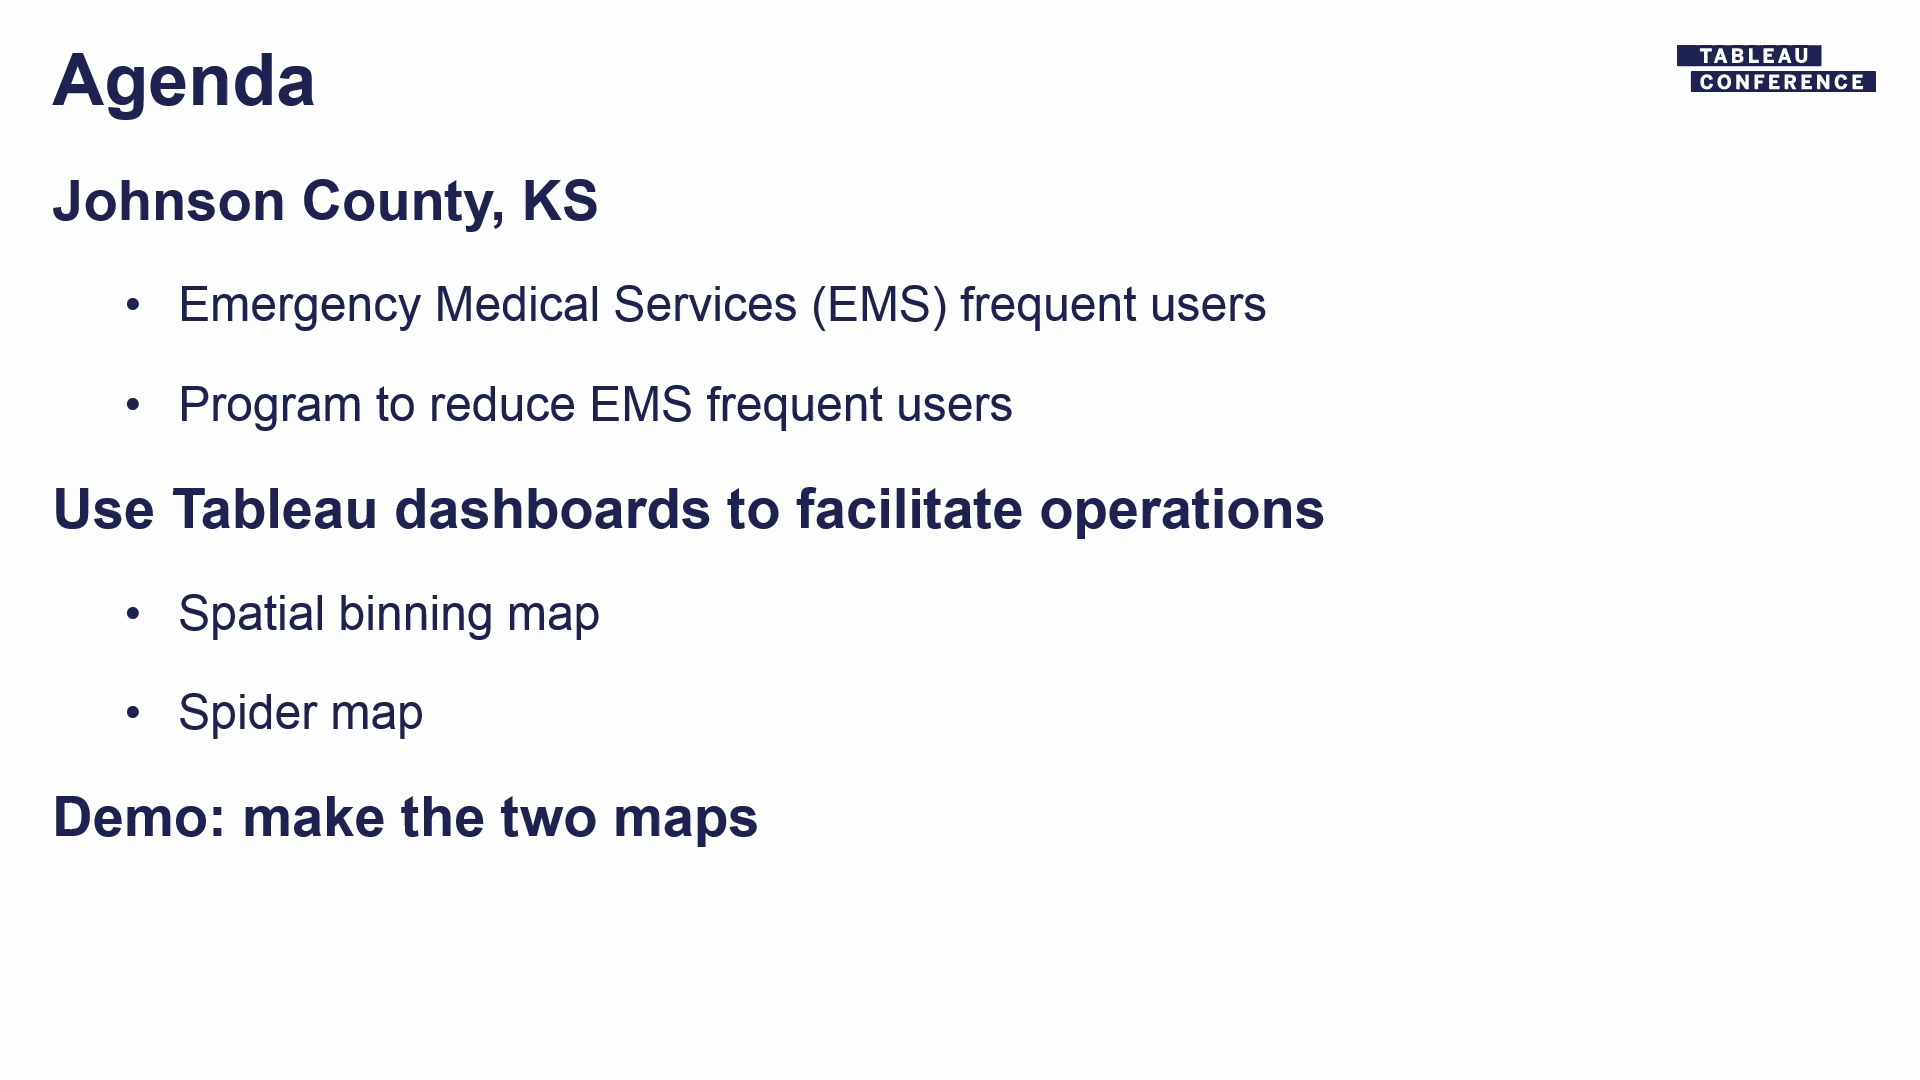 Agenda
TABLEAU
CONFERENCE
Johnson County, KS
• Emergency Medical Services (EMS) frequent users
• Program to reduce EMS frequent users
Use Tableau dashboards to facilitate operations
• Spatial binning map
• Spider map
Demo: make the two maps